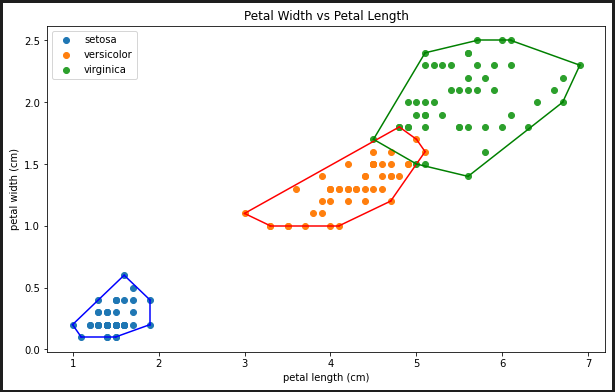 Petal Width vs Petal Length
setosa
versicolor
virginica
petal width (cm)
2.5
2.0
1.5
1.0
0.5
0.0
1 2 3 4 5 6 7
petal length (cm)